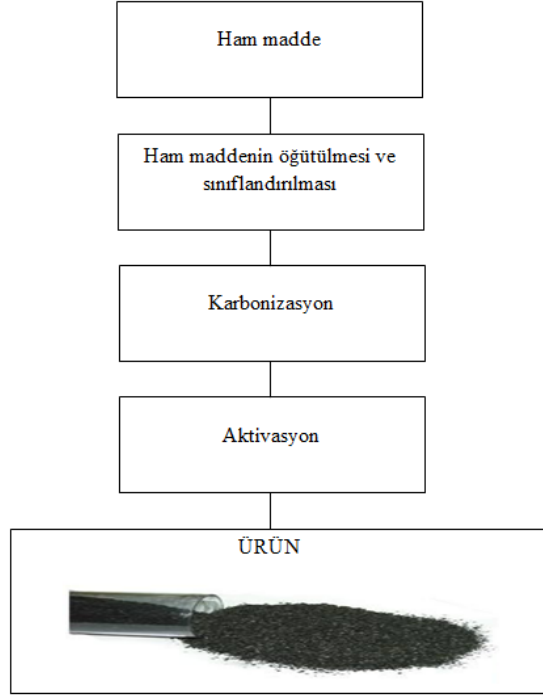 Ham madde
Ham maddenin öğütülmesi ve
sınıflandırılması
Karbonizasyon
Aktivasyon
ÜRÜN